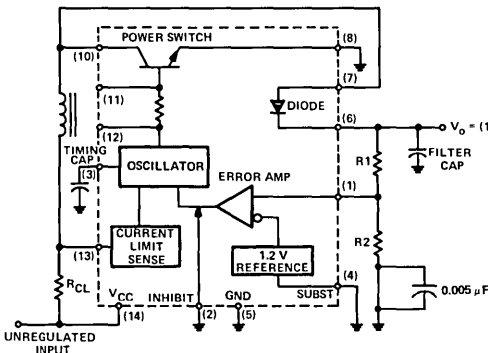 POWER SWITCH
(10)
(8)
(11)
(7)
DIODE
(12)
(6)
V₀ = (1
TIMING
CAP
(3)
OSCILLATOR
ERROR AMP
R1
FILTER
CAP
(1)
CURRENT
LIMIT
SENSE
(13)
1.2 V
REFERENCE
R2
(4)
RCL
VCC
INHIBIT
GND
SUBST
0.005 μF
(14)
(2)
(5)
UNREGULATED
INPUT